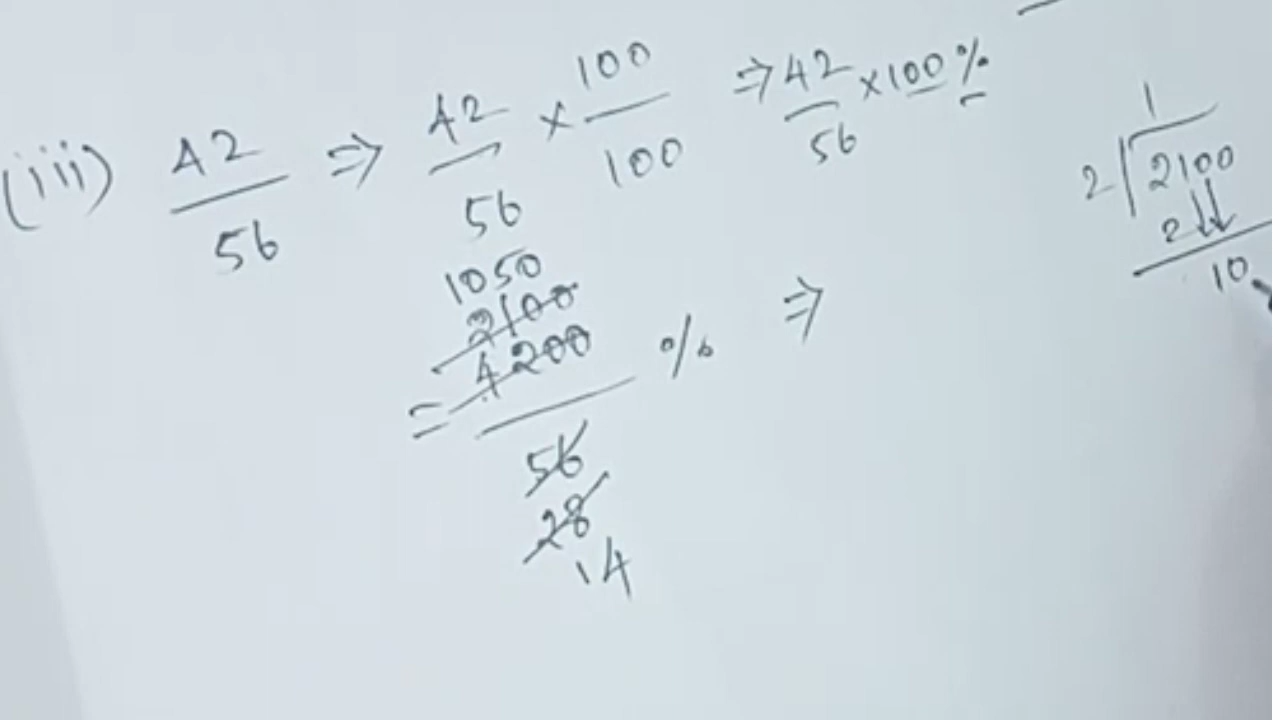 (iii) 42/56 ⇒ 42/56 × 100/100 ⇒ 42/56 × 100 %
1050
2100
= 4200/56 % ⇒
28
14
1
2 | 2100
2 ↓↓
10